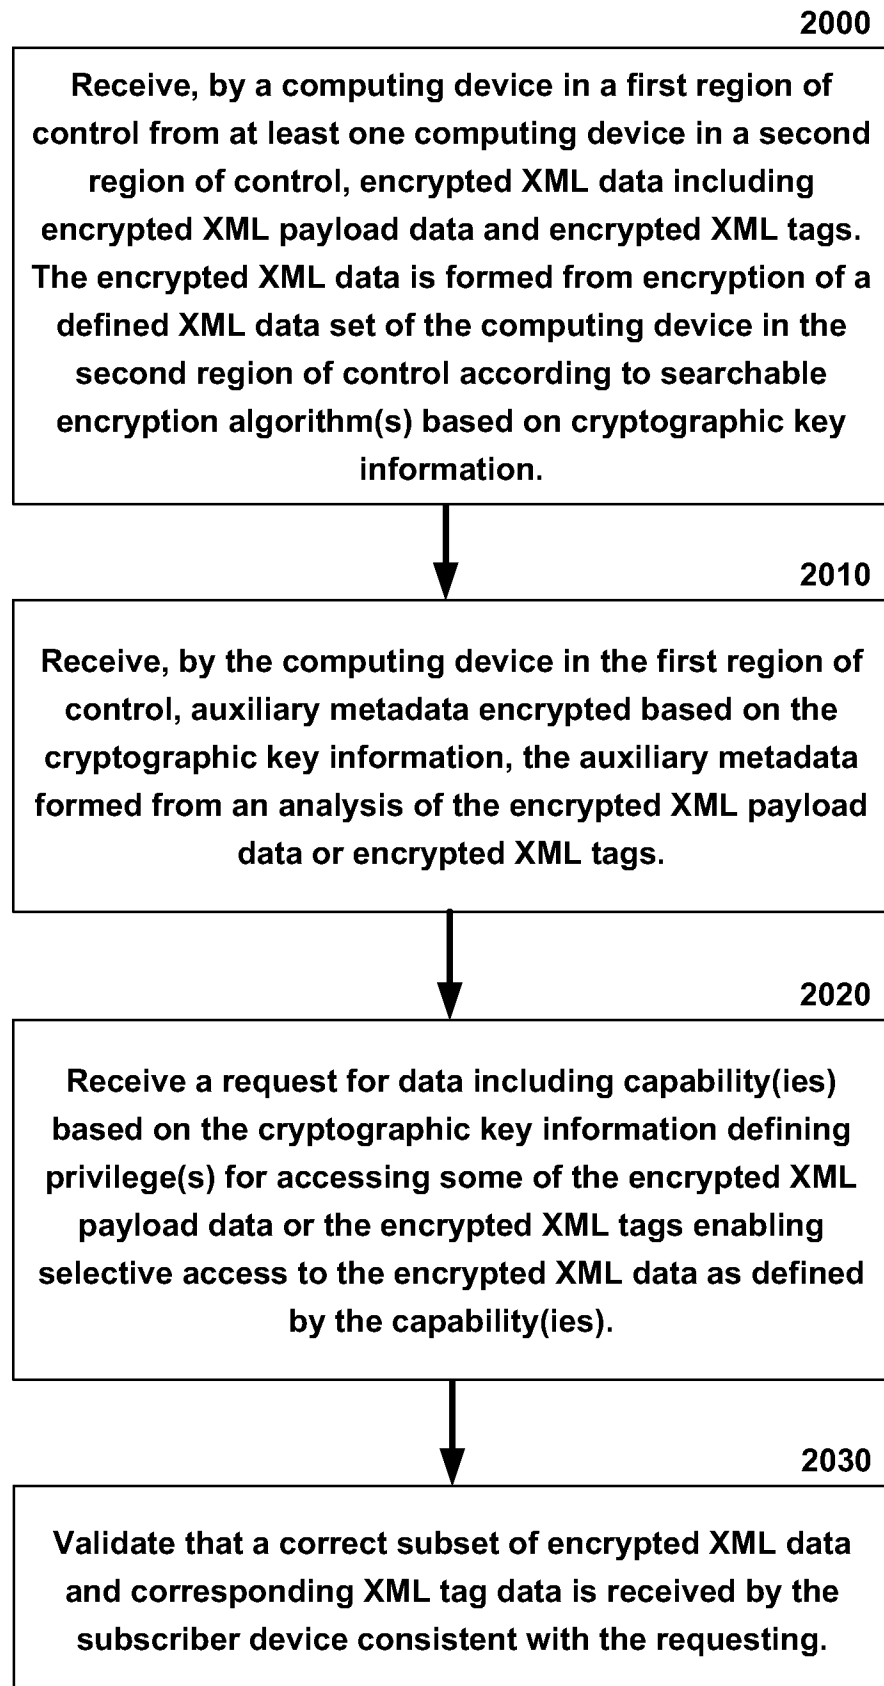 2000
Receive, by a computing device in a first region of
control from at least one computing device in a second
region of control, encrypted XML data including
encrypted XML payload data and encrypted XML tags.
The encrypted XML data is formed from encryption of a
defined XML data set of the computing device in the
second region of control according to searchable
encryption algorithm(s) based on cryptographic key
information.
2010
Receive, by the computing device in the first region of
control, auxiliary metadata encrypted based on the
cryptographic key information, the auxiliary metadata
formed from an analysis of the encrypted XML payload
data or encrypted XML tags.
2020
Receive a request for data including capability(ies)
based on the cryptographic key information defining
privilege(s) for accessing some of the encrypted XML
payload data or the encrypted XML tags enabling
selective access to the encrypted XML data as defined
by the capability(ies).
2030
Validate that a correct subset of encrypted XML data
and corresponding XML tag data is received by the
subscriber device consistent with the requesting.